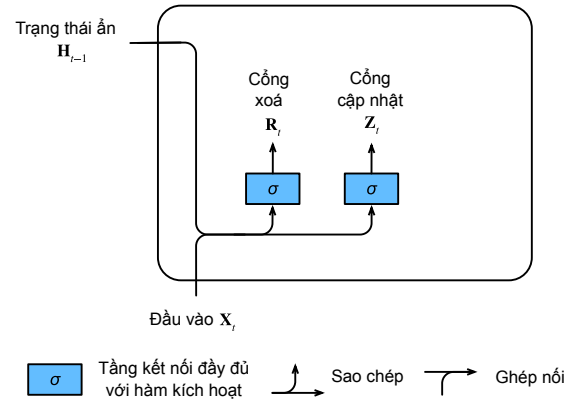 Trạng thái ẩn
H_{t−1}
Cổng
xoá
R_t
Cổng
cập nhật
Z_t
σ
σ
Đầu vào X_t
σ
Tầng kết nối đầy đủ
với hàm kích hoạt
Sao chép
Ghép nối